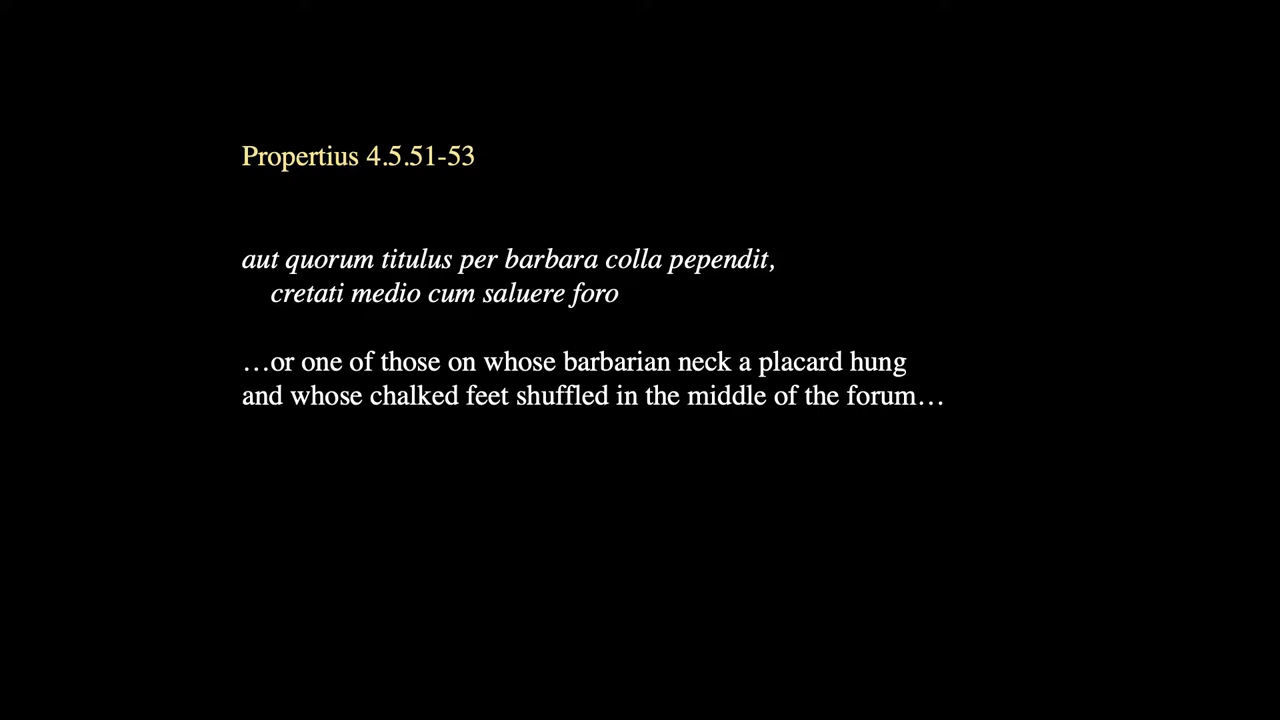 Propertius 4.5.51-53
aut quorum titulus per barbara colla pependit,
cretati medio cum saluere foro
…or one of those on whose barbarian neck a placard hung
and whose chalked feet shuffled in the middle of the forum…